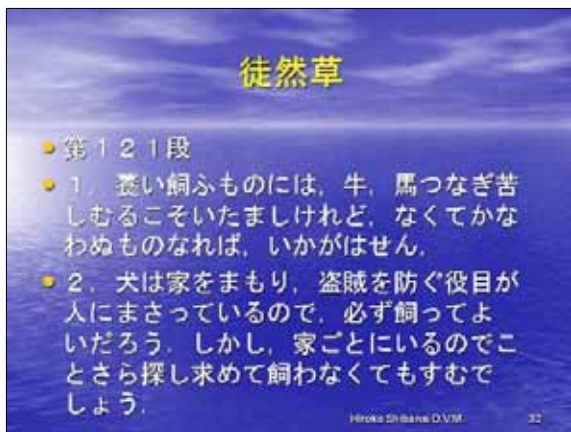 徒然草
・第121段
・1．養い飼ふものには，牛，馬つなぎ苦
しむるこそいたましけれど，なくてかな
わぬものなれば，いかがはせん．
・2．犬は家をまもり，盗賊を防ぐ役目が
人にまさっているので，必ず飼ってよ
いだろう．しかし，家ごとにいるのでこ
とさら探し求めて飼わなくてもすむで
しょう．
Hiroko Shibanai D.V.M. 32